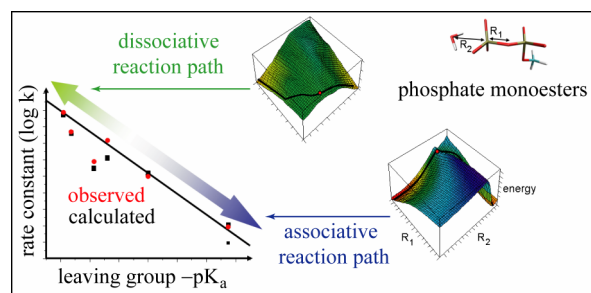 dissociative
reaction path
R1
R2
phosphate monoesters
rate constant (log k)
observed
calculated
energy
associative
reaction path
R1
R2
leaving group –pKa